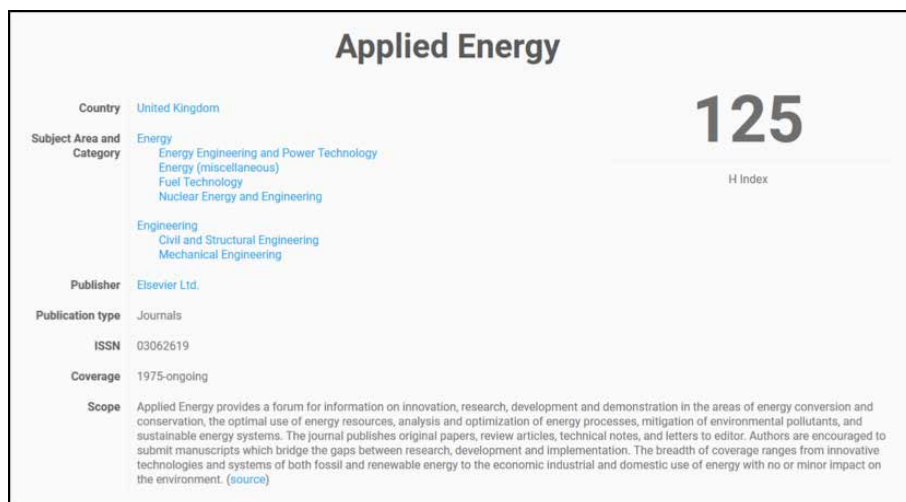 Applied Energy
Country United Kingdom
125
H Index
Subject Area and Category Energy
Energy Engineering and Power Technology
Energy (miscellaneous)
Fuel Technology
Nuclear Energy and Engineering
Engineering
Civil and Structural Engineering
Mechanical Engineering
Publisher Elsevier Ltd.
Publication type Journals
ISSN 03062619
Coverage 1975-ongoing
Scope Applied Energy provides a forum for information on innovation, research, development and demonstration in the areas of energy conversion and
conservation, the optimal use of energy resources, analysis and optimization of energy processes, mitigation of environmental pollutants, and
sustainable energy systems. The journal publishes original papers, review articles, technical notes, and letters to editor. Authors are encouraged to
submit manuscripts which bridge the gaps between research, development and implementation. The breadth of coverage ranges from innovative
technologies and systems of both fossil and renewable energy to the economic industrial and domestic use of energy with no or minor impact on
the environment. (source)